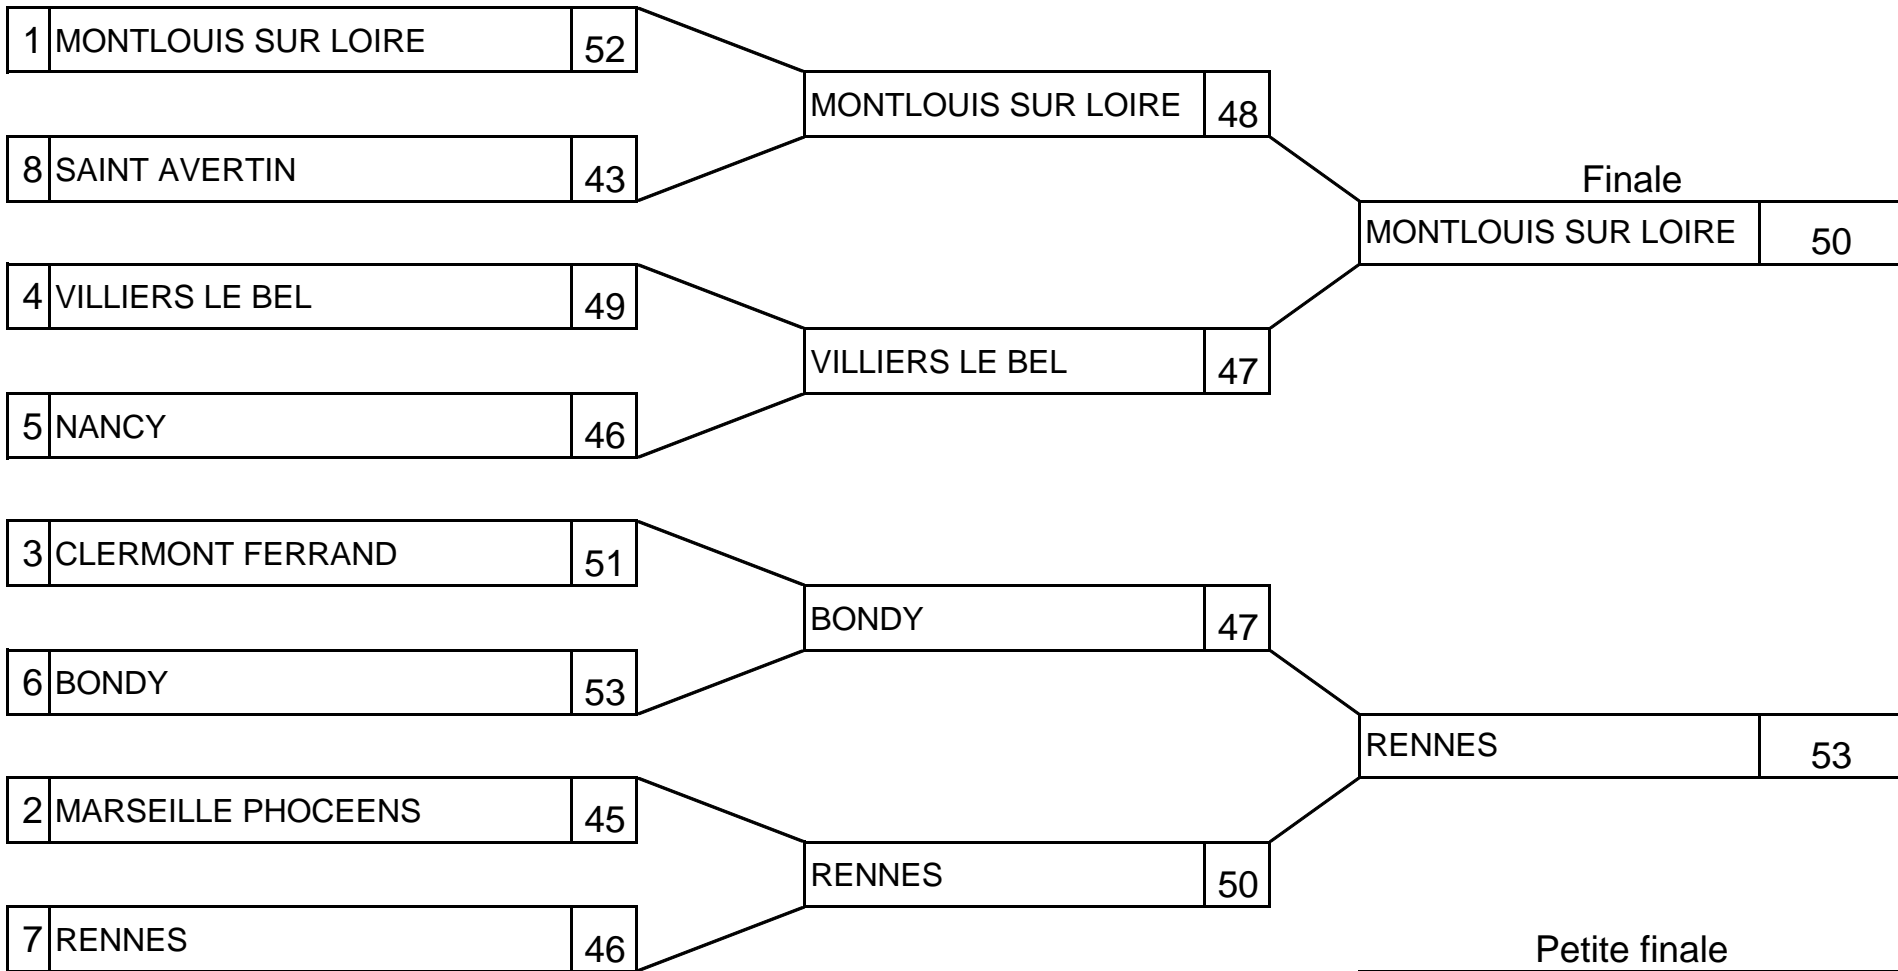 1 MONTLOUIS SUR LOIRE 52
MONTLOUIS SUR LOIRE 48
8 SAINT AVERTIN 43
Finale
MONTLOUIS SUR LOIRE 50
4 VILLIERS LE BEL 49
VILLIERS LE BEL 47
5 NANCY 46
3 CLERMONT FERRAND 51
BONDY 47
6 BONDY 53
RENNES 53
2 MARSEILLE PHOCEENS 45
RENNES 50
7 RENNES 46
Petite finale